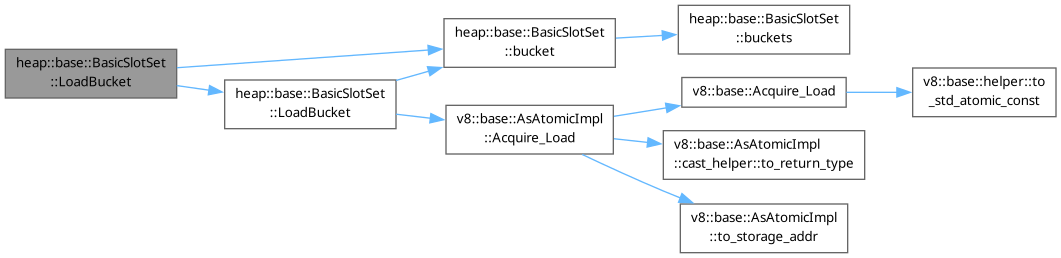 heap::base::BasicSlotSet
::LoadBucket
heap::base::BasicSlotSet
::LoadBucket
heap::base::BasicSlotSet
::bucket
v8::base::AsAtomicImpl
::Acquire_Load
heap::base::BasicSlotSet
::buckets
v8::base::Acquire_Load
v8::base::AsAtomicImpl
::cast_helper::to_return_type
v8::base::AsAtomicImpl
::to_storage_addr
v8::base::helper::to
_std_atomic_const